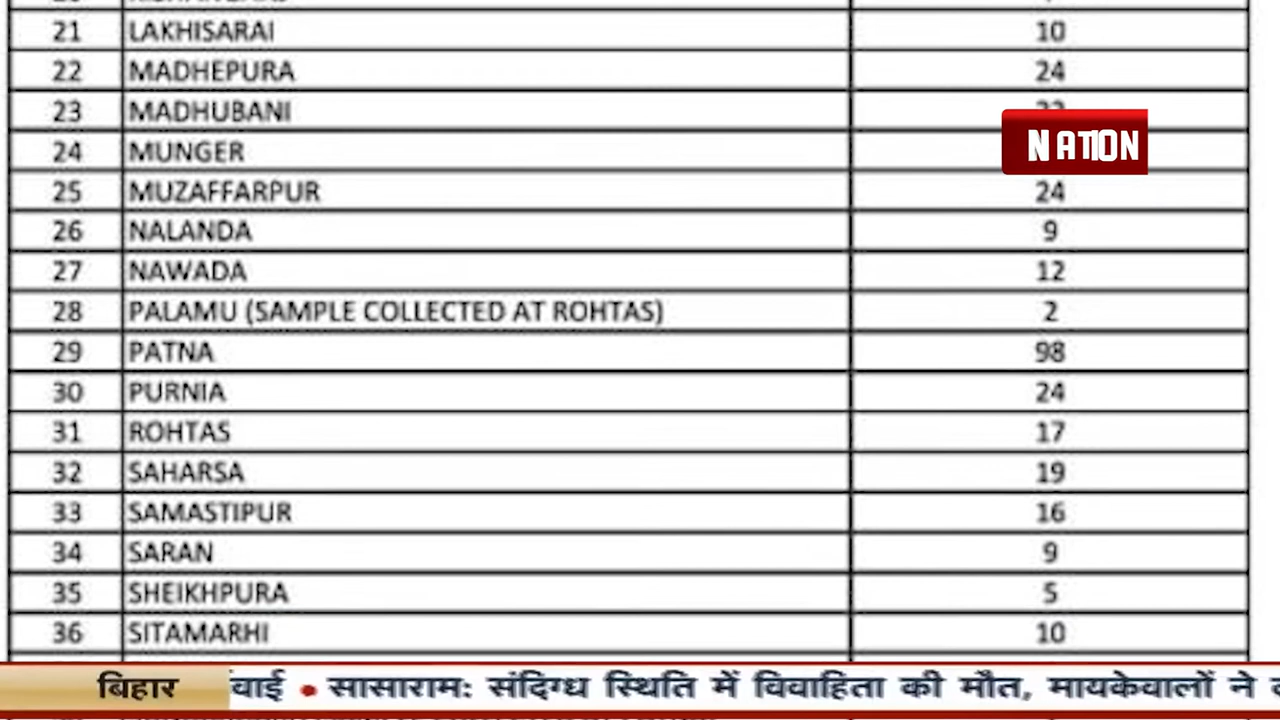 21 LAKHISARAI 10
22 MADHEPURA 24
23 MADHUBANI
24 MUNGER
NATION
25 MUZAFFARPUR 24
26 NALANDA 9
27 NAWADA 12
28 PALAMU (SAMPLE COLLECTED AT ROHTAS) 2
29 PATNA 98
30 PURNIA 24
31 ROHTAS 17
32 SAHARSA 19
33 SAMASTIPUR 16
34 SARAN 9
35 SHEIKHPURA 5
36 SITAMARHI 10
बिहार • सासाराम: संदिग्ध स्थिति में विवाहिता की मौत, मायकेवालों ने